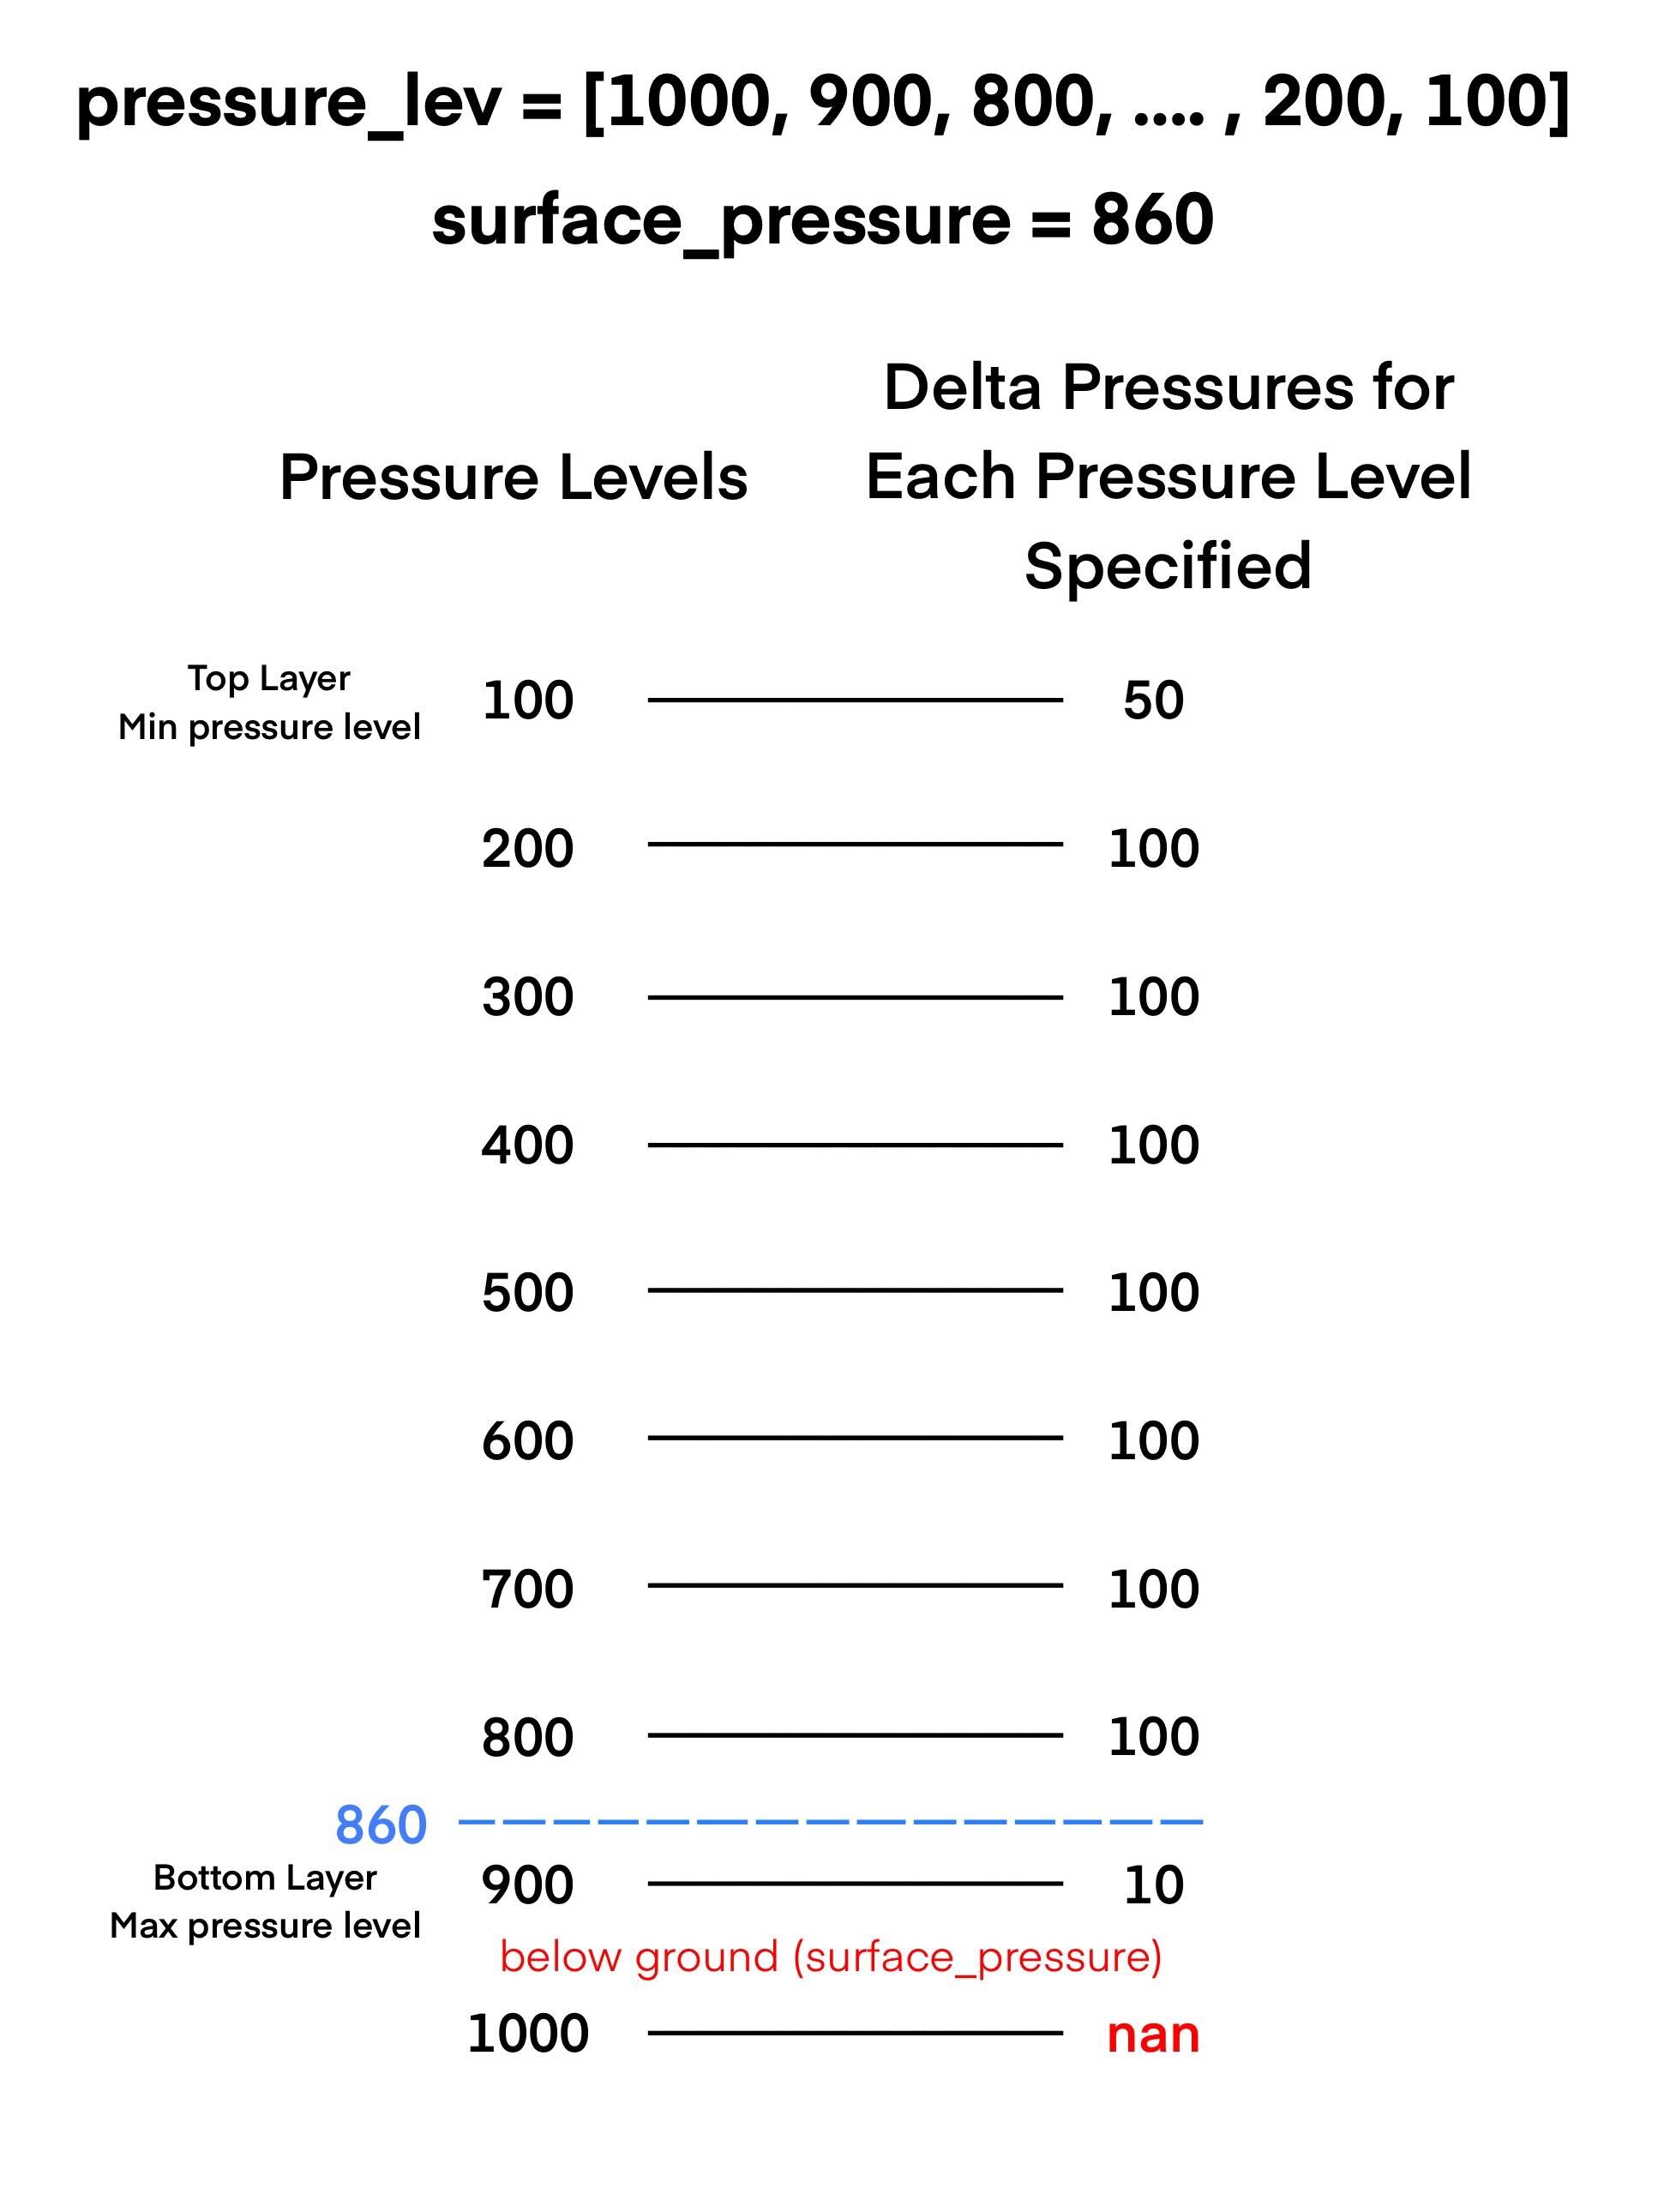 pressure_lev = [1000, 900, 800, .... , 200, 100]
surface_pressure = 860
Delta Pressures for
Pressure Levels Each Pressure Level
Specified
Top Layer
Min pressure level
100 50
200 100
300 100
400 100
500 100
600 100
700 100
800 100
860
Bottom Layer
Max pressure level
900 10
below ground (surface_pressure)
1000 nan